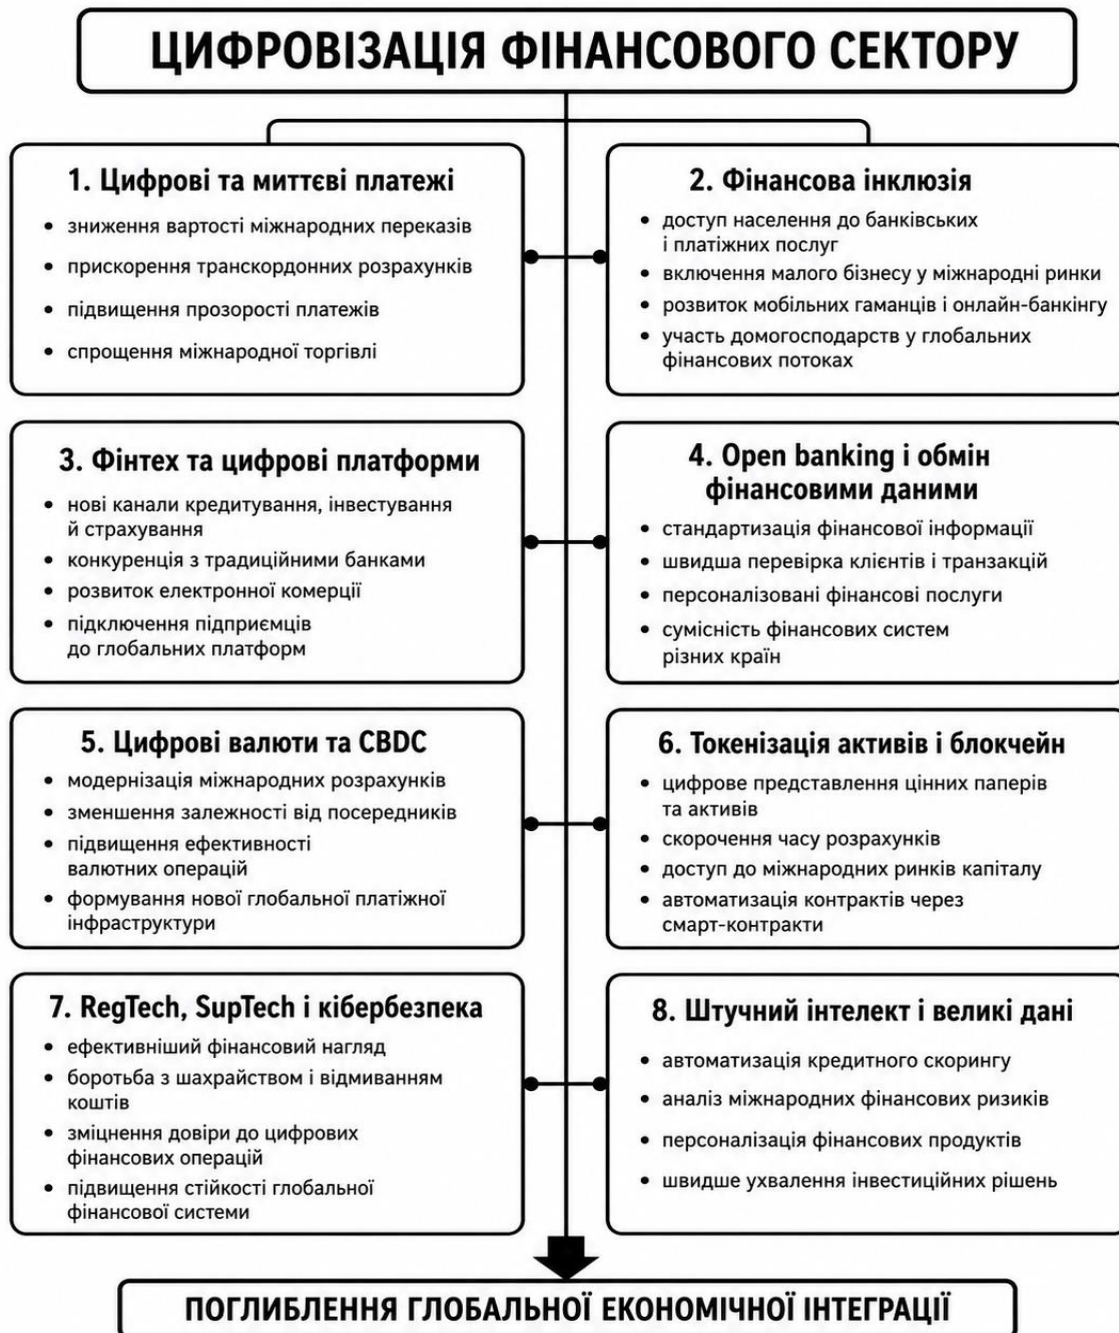 ЦИФРОВІЗАЦІЯ ФІНАНСОВОГО СЕКТОРУ
1. Цифрові та миттєві платежі
• зниження вартості міжнародних переказів
• прискорення транскордонних розрахунків
• підвищення прозорості платежів
• спрощення міжнародної торгівлі
2. Фінансова інклюзія
• доступ населення до банківських
і платіжних послуг
• включення малого бізнесу у міжнародні ринки
• розвиток мобільних гаманців і онлайн-банкінгу
• участь домогосподарств у глобальних
фінансових потоках
3. Фінтех та цифрові платформи
• нові канали кредитування, інвестування
й страхування
• конкуренція з традиційними банками
• розвиток електронної комерції
• підключення підприємців
до глобальних платформ
4. Open banking і обмін
фінансовими даними
• стандартизація фінансової інформації
• швидша перевірка клієнтів і транзакцій
• персоналізовані фінансові послуги
• сумісність фінансових систем
різних країн
5. Цифрові валюти та CBDC
• модернізація міжнародних розрахунків
• зменшення залежності від посередників
• підвищення ефективності
валютних операцій
• формування нової глобальної платіжної
інфраструктури
6. Токенізація активів і блокчейн
• цифрове представлення цінних паперів
та активів
• скорочення часу розрахунків
• доступ до міжнародних ринків капіталу
• автоматизація контрактів через
смарт-контракти
7. RegTech, SupTech і кібербезпека
• ефективніший фінансовий нагляд
• боротьба з шахрайством і відмиванням
коштів
• зміцнення довіри до цифрових
фінансових операцій
• підвищення стійкості глобальної
фінансової системи
8. Штучний інтелект і великі дані
• автоматизація кредитного скорингу
• аналіз міжнародних фінансових ризиків
• персоналізація фінансових продуктів
• швидше ухвалення інвестиційних рішень
ПОГЛИБЛЕННЯ ГЛОБАЛЬНОЇ ЕКОНОМІЧНОЇ ІНТЕГРАЦІЇ